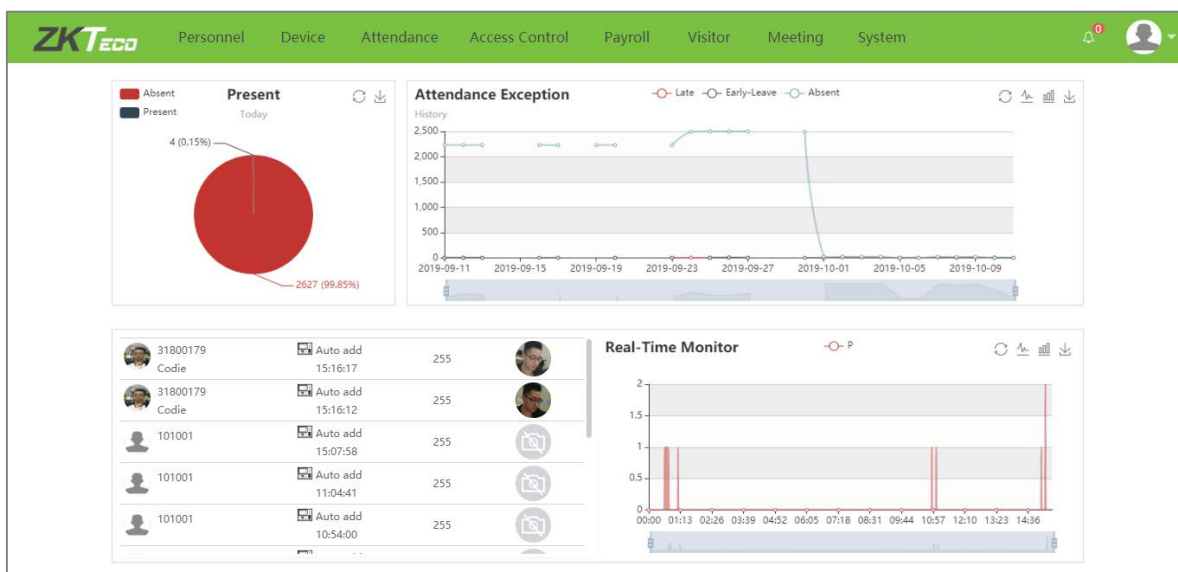 ZKTECO Personnel Device Attendance Access Control Payroll Visitor Meeting System 0
Absent
Present
Present
Today
4 (0.15%)
2627 (99.85%)
Attendance Exception
History
Late Early-Leave Absent
2,500
2,000
1,500
1,000
500
0
2019-09-11 2019-09-15 2019-09-19 2019-09-23 2019-09-27 2019-10-01 2019-10-05 2019-10-09
31800179 Auto add 255
Codie 15:16:17
31800179 Auto add 255
Codie 15:16:12
101001 Auto add 255
15:07:58
101001 Auto add 255
11:04:41
101001 Auto add 255
10:54:00
Real-Time Monitor
P
2
1.5
1
0.5
0
00:00 01:13 02:26 03:39 04:52 06:05 07:18 08:31 09:44 10:57 12:10 13:23 14:36